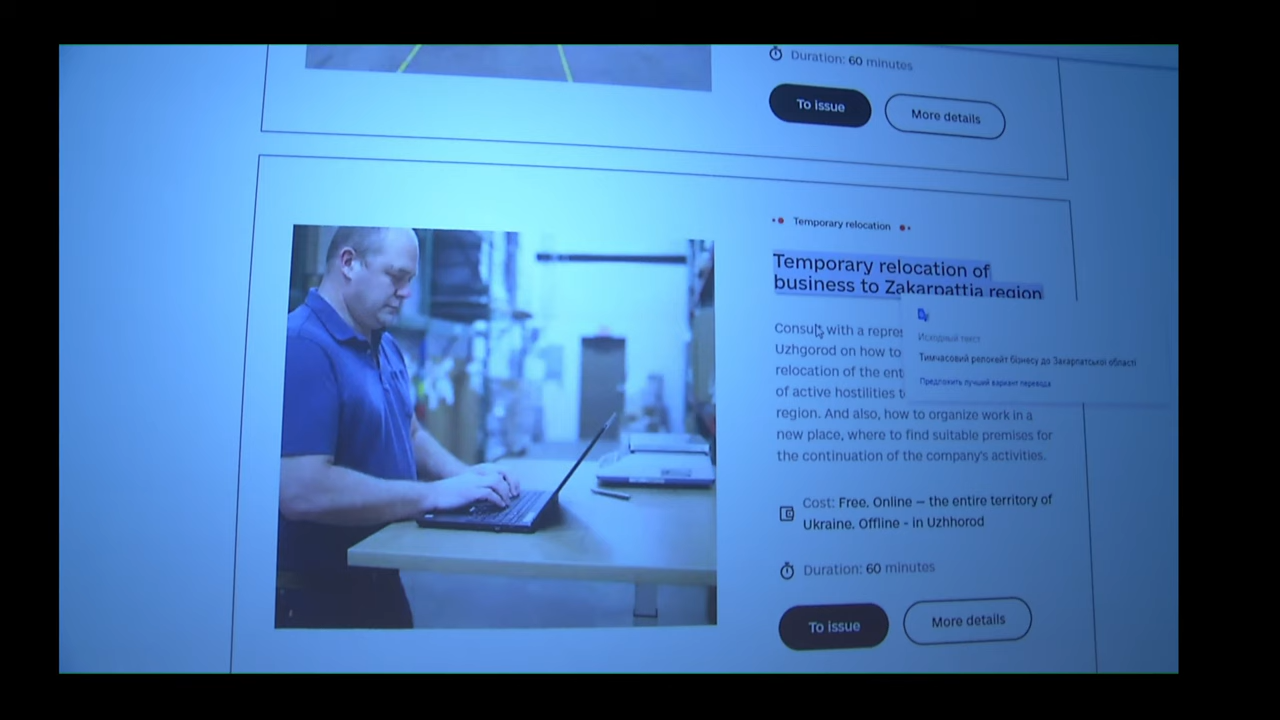 Duration: 60 minutes
To issue
More details
Temporary relocation
Temporary relocation of
business to Zakarpattia region
Consult with a repres
Uzhgorod on how to
relocation of the ent
of active hostilities t
region. And also, how to organize work in a
new place, where to find suitable premises for
the continuation of the company's activities.
Исходный текст
Тимчасовий релокейт бізнесу до Закарпатської області
Предложить лучший вариант перевода
Cost: Free. Online – the entire territory of
Ukraine. Offline - in Uzhhorod
Duration: 60 minutes
To issue
More details